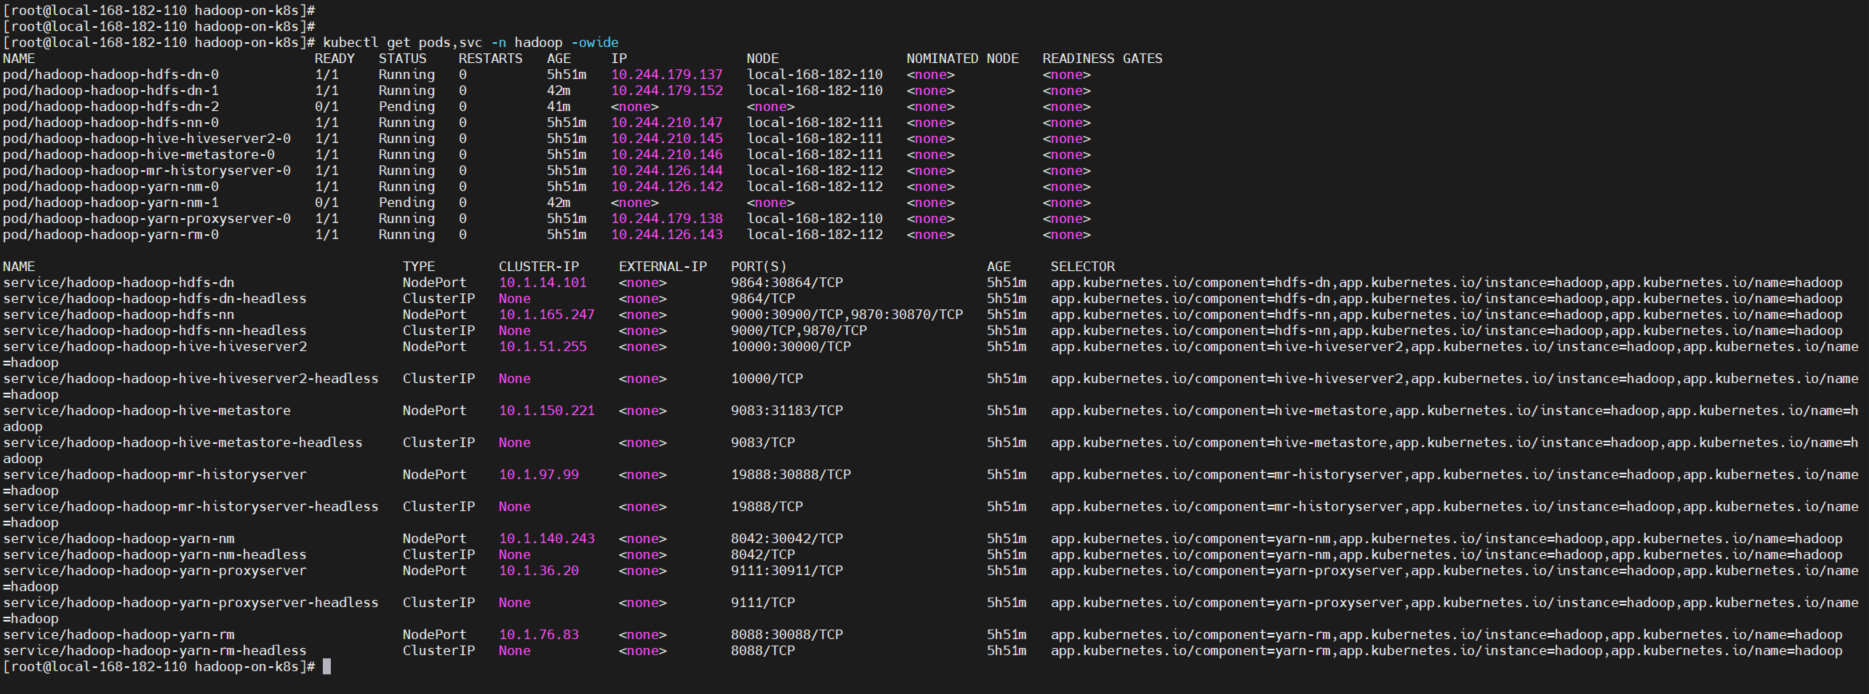 [root@local-168-182-110 hadoop-on-k8s]#
[root@local-168-182-110 hadoop-on-k8s]#
[root@local-168-182-110 hadoop-on-k8s]# kubectl get pods,svc -n hadoop -owide
NAME READY STATUS RESTARTS AGE IP NODE NOMINATED NODE READINESS GATES
pod/hadoop-hadoop-hdfs-dn-0 1/1 Running 0 5h51m 10.244.179.137 local-168-182-110 <none> <none>
pod/hadoop-hadoop-hdfs-dn-1 1/1 Running 0 42m 10.244.179.152 local-168-182-110 <none> <none>
pod/hadoop-hadoop-hdfs-dn-2 0/1 Pending 0 41m <none> <none> <none> <none>
pod/hadoop-hadoop-hdfs-nn-0 1/1 Running 0 5h51m 10.244.210.147 local-168-182-111 <none> <none>
pod/hadoop-hadoop-hive-hiveserver2-0 1/1 Running 0 5h51m 10.244.210.145 local-168-182-111 <none> <none>
pod/hadoop-hadoop-hive-metastore-0 1/1 Running 0 5h51m 10.244.210.146 local-168-182-111 <none> <none>
pod/hadoop-hadoop-mr-historyserver-0 1/1 Running 0 5h51m 10.244.126.144 local-168-182-112 <none> <none>
pod/hadoop-hadoop-yarn-nm-0 1/1 Running 0 5h51m 10.244.126.142 local-168-182-112 <none> <none>
pod/hadoop-hadoop-yarn-nm-1 0/1 Pending 0 42m <none> <none> <none> <none>
pod/hadoop-hadoop-yarn-proxyserver-0 1/1 Running 0 5h51m 10.244.179.138 local-168-182-110 <none> <none>
pod/hadoop-hadoop-yarn-rm-0 1/1 Running 0 5h51m 10.244.126.143 local-168-182-112 <none> <none>
NAME TYPE CLUSTER-IP EXTERNAL-IP PORT(S) AGE SELECTOR
service/hadoop-hadoop-hdfs-dn NodePort 10.1.14.101 <none> 9864:30864/TCP 5h51m app.kubernetes.io/component=hdfs-dn,app.kubernetes.io/instance=hadoop,app.kubernetes.io/name=hadoop
service/hadoop-hadoop-hdfs-dn-headless ClusterIP None <none> 9864/TCP 5h51m app.kubernetes.io/component=hdfs-dn,app.kubernetes.io/instance=hadoop,app.kubernetes.io/name=hadoop
service/hadoop-hadoop-hdfs-nn NodePort 10.1.165.247 <none> 9000:30900/TCP,9870:30870/TCP 5h51m app.kubernetes.io/component=hdfs-nn,app.kubernetes.io/instance=hadoop,app.kubernetes.io/name=hadoop
service/hadoop-hadoop-hdfs-nn-headless ClusterIP None <none> 9000/TCP,9870/TCP 5h51m app.kubernetes.io/component=hdfs-nn,app.kubernetes.io/instance=hadoop,app.kubernetes.io/name=hadoop
service/hadoop-hadoop-hive-hiveserver2 NodePort 10.1.51.255 <none> 10000:30000/TCP 5h51m app.kubernetes.io/component=hive-hiveserver2,app.kubernetes.io/instance=hadoop,app.kubernetes.io/name
=hadoop
service/hadoop-hadoop-hive-hiveserver2-headless ClusterIP None <none> 10000/TCP 5h51m app.kubernetes.io/component=hive-hiveserver2,app.kubernetes.io/instance=hadoop,app.kubernetes.io/name
=hadoop
service/hadoop-hadoop-hive-metastore NodePort 10.1.150.221 <none> 9083:31183/TCP 5h51m app.kubernetes.io/component=hive-metastore,app.kubernetes.io/instance=hadoop,app.kubernetes.io/name=h
adoop
service/hadoop-hadoop-hive-metastore-headless ClusterIP None <none> 9083/TCP 5h51m app.kubernetes.io/component=hive-metastore,app.kubernetes.io/instance=hadoop,app.kubernetes.io/name=h
adoop
service/hadoop-hadoop-mr-historyserver NodePort 10.1.97.99 <none> 19888:30888/TCP 5h51m app.kubernetes.io/component=mr-historyserver,app.kubernetes.io/instance=hadoop,app.kubernetes.io/name
=hadoop
service/hadoop-hadoop-mr-historyserver-headless ClusterIP None <none> 19888/TCP 5h51m app.kubernetes.io/component=mr-historyserver,app.kubernetes.io/instance=hadoop,app.kubernetes.io/name
=hadoop
service/hadoop-hadoop-yarn-nm NodePort 10.1.140.243 <none> 8042:30042/TCP 5h51m app.kubernetes.io/component=yarn-nm,app.kubernetes.io/instance=hadoop,app.kubernetes.io/name=hadoop
service/hadoop-hadoop-yarn-nm-headless ClusterIP None <none> 8042/TCP 5h51m app.kubernetes.io/component=yarn-nm,app.kubernetes.io/instance=hadoop,app.kubernetes.io/name=hadoop
service/hadoop-hadoop-yarn-proxyserver NodePort 10.1.36.20 <none> 9111:30911/TCP 5h51m app.kubernetes.io/component=yarn-proxyserver,app.kubernetes.io/instance=hadoop,app.kubernetes.io/name
=hadoop
service/hadoop-hadoop-yarn-proxyserver-headless ClusterIP None <none> 9111/TCP 5h51m app.kubernetes.io/component=yarn-proxyserver,app.kubernetes.io/instance=hadoop,app.kubernetes.io/name
=hadoop
service/hadoop-hadoop-yarn-rm NodePort 10.1.76.83 <none> 8088:30088/TCP 5h51m app.kubernetes.io/component=yarn-rm,app.kubernetes.io/instance=hadoop,app.kubernetes.io/name=hadoop
service/hadoop-hadoop-yarn-rm-headless ClusterIP None <none> 8088/TCP 5h51m app.kubernetes.io/component=yarn-rm,app.kubernetes.io/instance=hadoop,app.kubernetes.io/name=hadoop
[root@local-168-182-110 hadoop-on-k8s]#